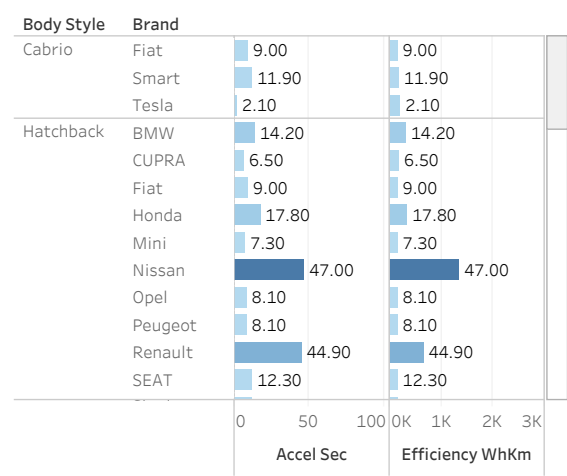 Body Style Brand
Cabrio Fiat 9.00 9.00
Smart 11.90 11.90
Tesla 2.10 2.10
Hatchback BMW 14.20 14.20
CUPRA 6.50 6.50
Fiat 9.00 9.00
Honda 17.80 17.80
Mini 7.30 7.30
Nissan 47.00 47.00
Opel 8.10 8.10
Peugeot 8.10 8.10
Renault 44.90 44.90
SEAT 12.30 12.30
0 50 100 0K 1K 2K 3K
Accel Sec Efficiency WhKm